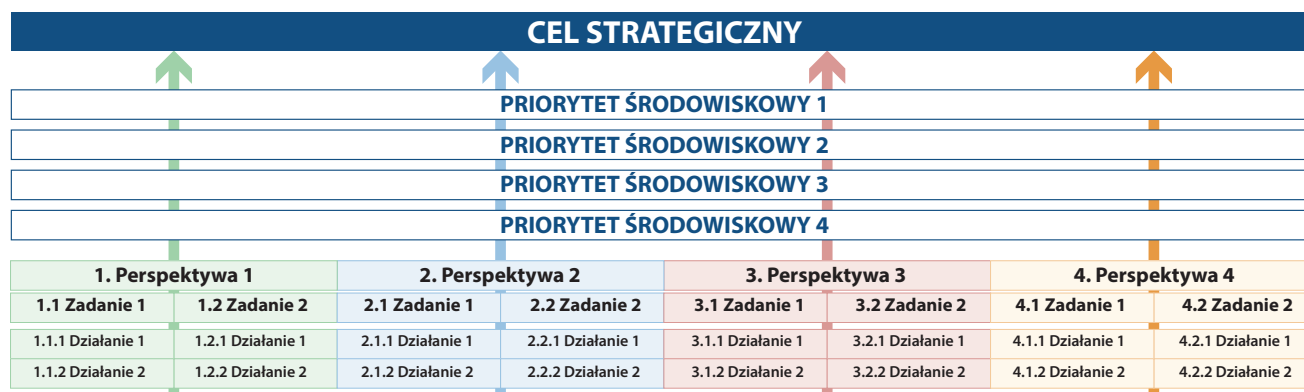 CEL STRATEGICZNY
PRIORYTET ŚRODOWISKOWY 1
PRIORYTET ŚRODOWISKOWY 2
PRIORYTET ŚRODOWISKOWY 3
PRIORYTET ŚRODOWISKOWY 4
1. Perspektywa 1 2. Perspektywa 2 3. Perspektywa 3 4. Perspektywa 4
1.1 Zadanie 1 1.2 Zadanie 2 2.1 Zadanie 1 2.2 Zadanie 2 3.1 Zadanie 1 3.2 Zadanie 2 4.1 Zadanie 1 4.2 Zadanie 2
1.1.1 Działanie 1 1.2.1 Działanie 1 2.1.1 Działanie 1 2.2.1 Działanie 1 3.1.1 Działanie 1 3.2.1 Działanie 1 4.1.1 Działanie 1 4.2.1 Działanie 1
1.1.2 Działanie 2 1.2.2 Działanie 2 2.1.2 Działanie 2 2.2.2 Działanie 2 3.1.2 Działanie 2 3.2.2 Działanie 2 4.1.2 Działanie 2 4.2.2 Działanie 2